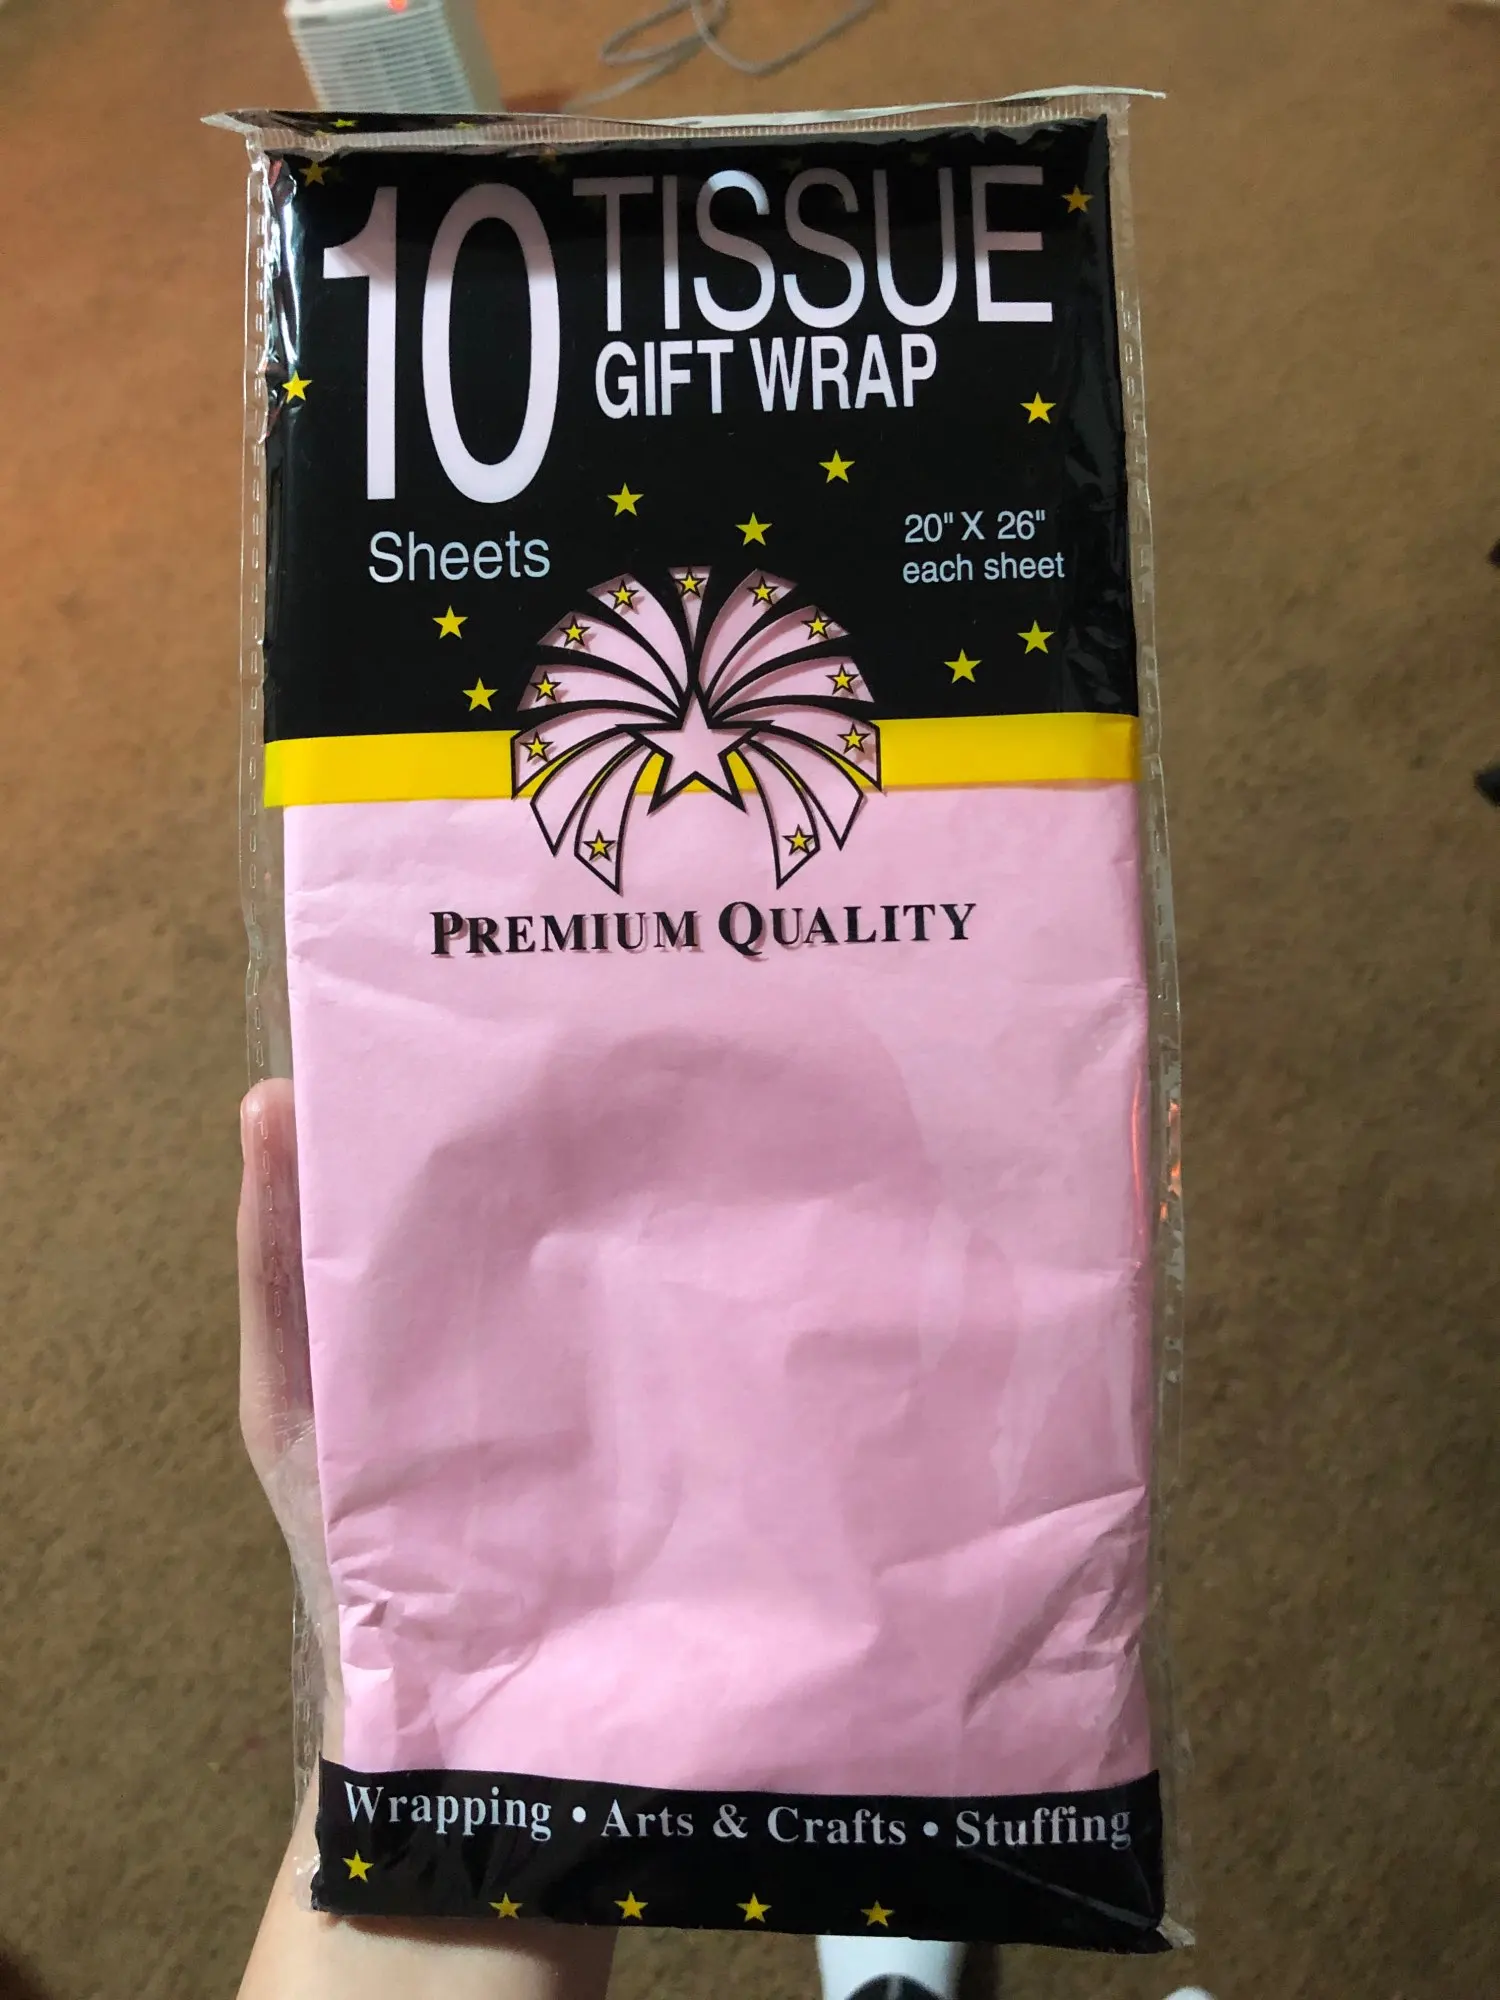 10 TISSUE
GIFT WRAP
Sheets
20" X 26"
each sheet
PREMIUM QUALITY
Wrapping • Arts & Crafts • Stuffing